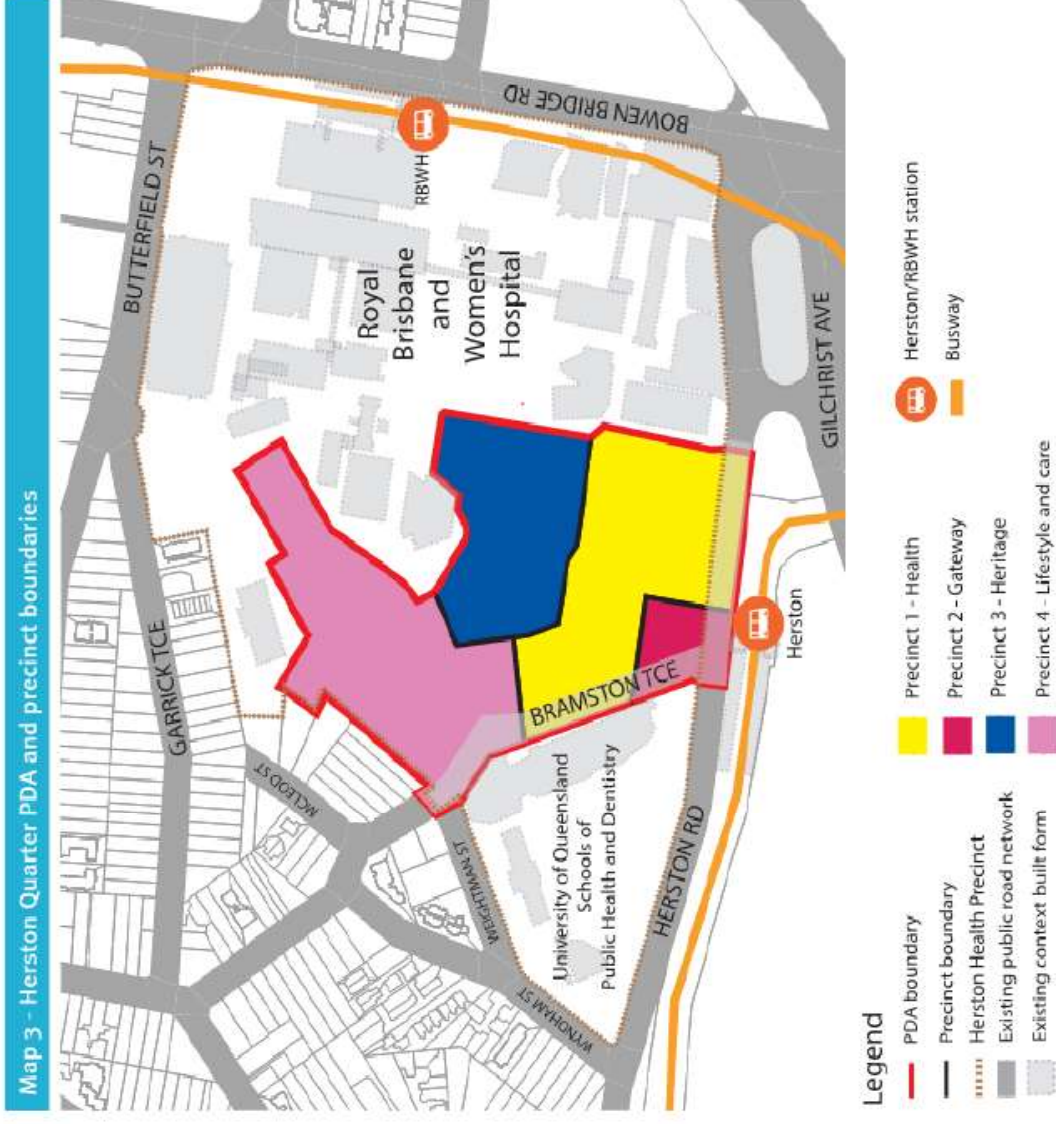 Map 3 - Herston Quarter PDA and precinct boundaries
BUTTERFIELD ST
GARRICK TCE
BOWEN BRIDGE RD
RBWH
Royal
Brisbane
and
Women's
Hospital
MCLEOD ST
WEIGHTMAN ST
WYNDHAM ST
BRAMSTON TCE
University of Queensland
Schools of
Public Health and Dentistry
HERSTON RD
Herston
GILCHRIST AVE
Legend
PDA boundary
Precinct boundary
Herston Health Precinct
Existing public road network
Existing context built form
Precinct 1 - Health
Precinct 2 - Gateway
Precinct 3 - Heritage
Precinct 4 - Lifestyle and care
Herston/RBWH station
Busway